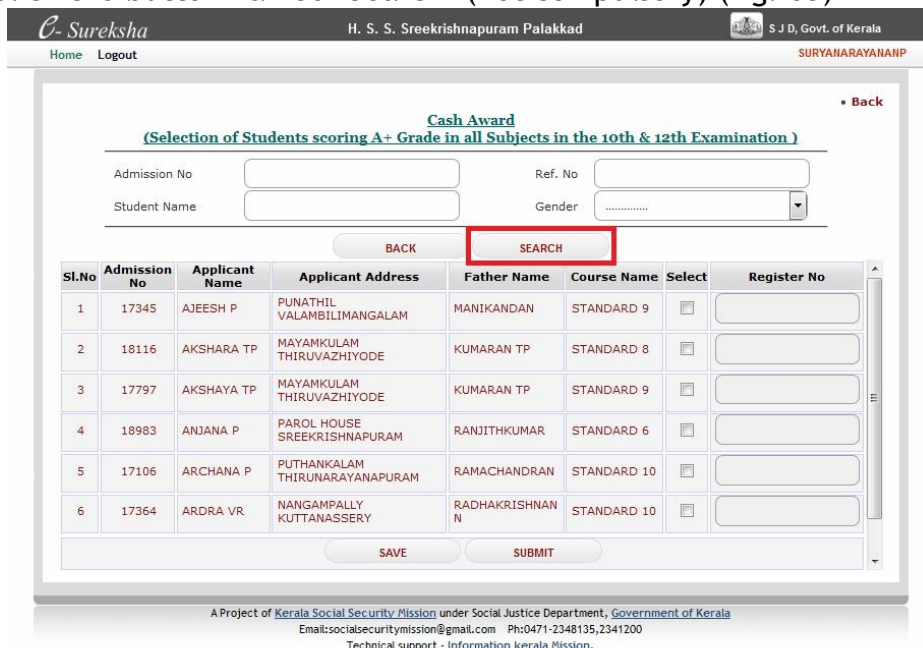 e- Sureksha H. S. S. Sreekrishnapuram Palakkad S J D, Govt. of Kerala
Home Logout SURYANARAYANANP
• Back
Cash Award
(Selection of Students scoring A+ Grade in all Subjects in the 10th & 12th Examination )
Admission No Ref. No
Student Name Gender ..............
BACK SEARCH
Sl.No Admission No Applicant Name Applicant Address Father Name Course Name Select Register No
1 17345 AJEESH P PUNATHIL VALAMBILIMANGALAM MANIKANDAN STANDARD 9
2 18116 AKSHARA TP MAYAMKULAM THIRUVAZHIYODE KUMARAN TP STANDARD 8
3 17797 AKSHAYA TP MAYAMKULAM THIRUVAZHIYODE KUMARAN TP STANDARD 9
4 18983 ANJANA P PAROL HOUSE SREEKRISHNAPURAM RANJITHKUMAR STANDARD 6
5 17106 ARCHANA P PUTHANKALAM THIRUNARAYANAPURAM RAMACHANDRAN STANDARD 10
6 17364 ARDRA VR NANGAMPALLY KUTTANASSERY RADHAKRISHNAN N STANDARD 10
SAVE SUBMIT
A Project of Kerala Social Security Mission under Social Justice Department, Government of Kerala
Email:socialsecuritymission@gmail.com Ph:0471-2348135,2341200
Technical support - Information kerala Mission.